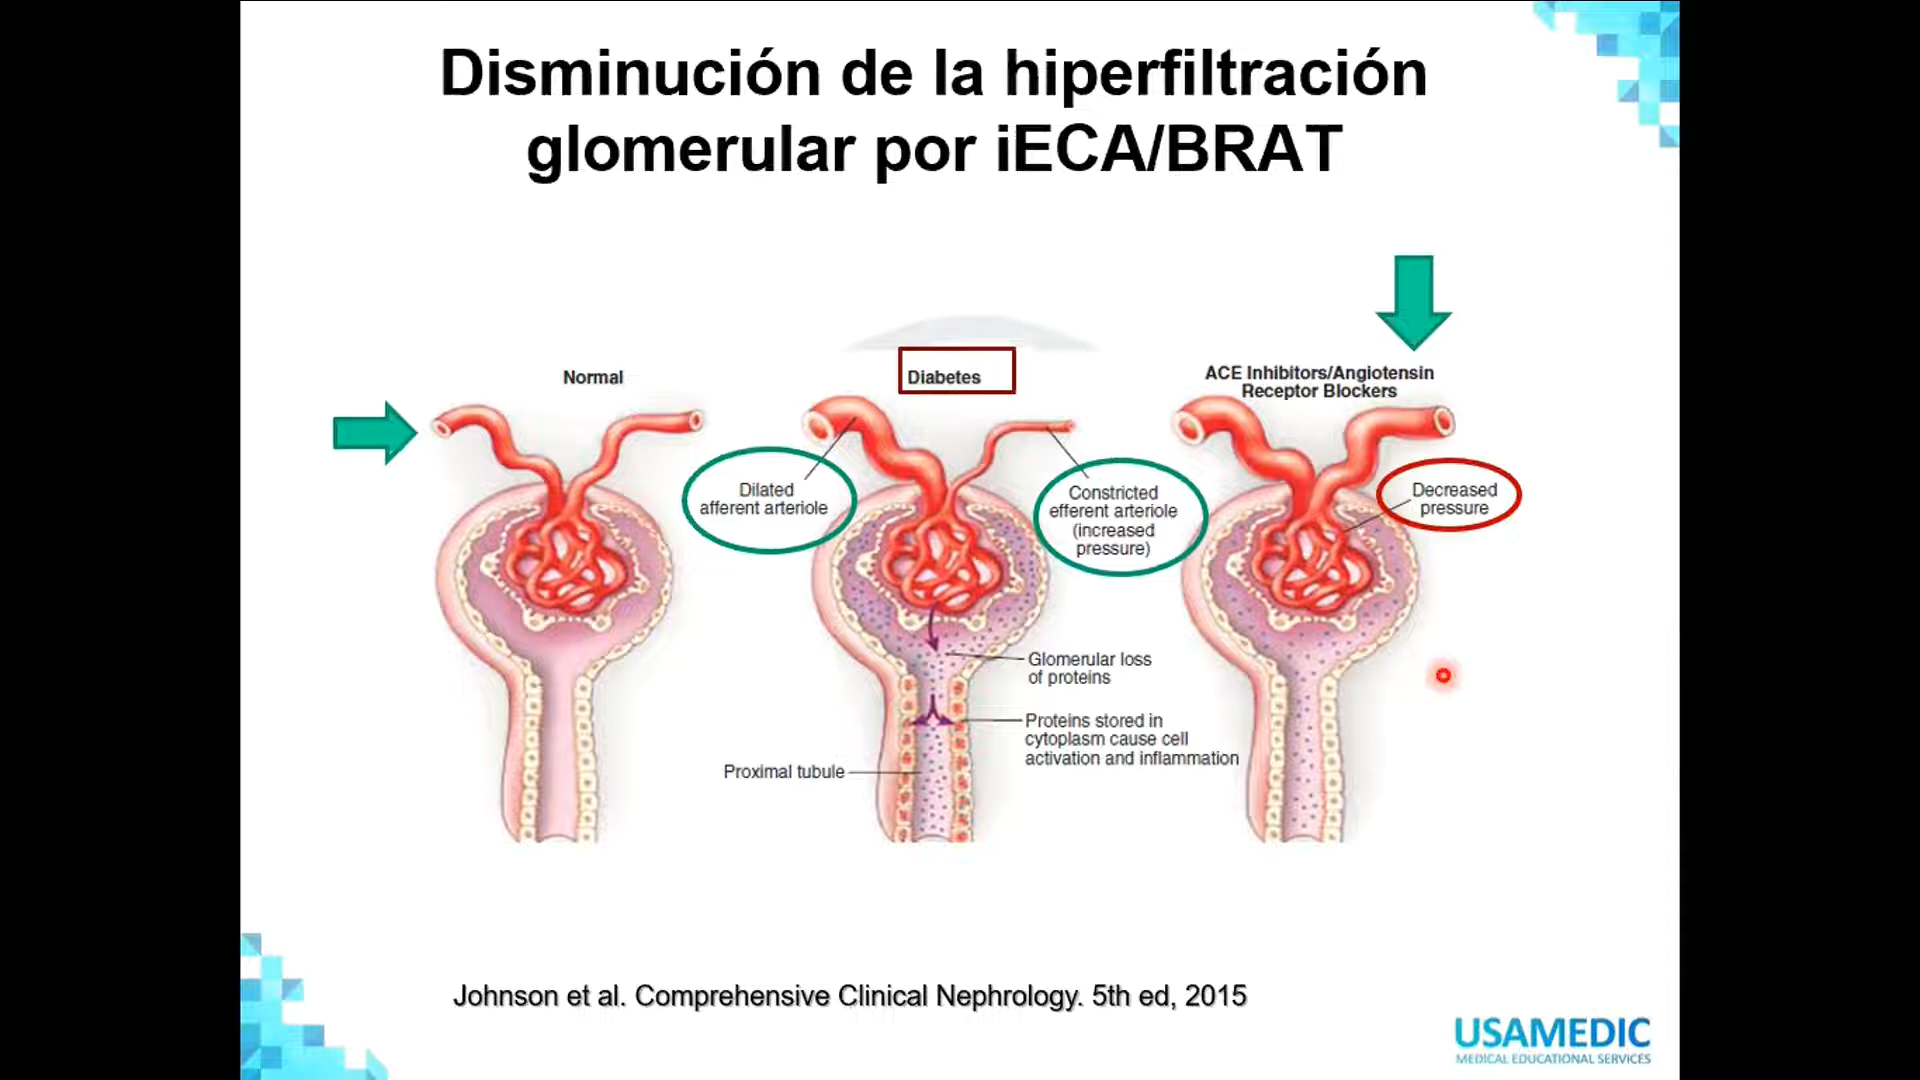 Disminución de la hiperfiltración
glomerular por iECA/BRAT
Normal
Diabetes
ACE Inhibitors/Angiotensin
Receptor Blockers
Dilated
afferent arteriole
Constricted
efferent arteriole
(increased
pressure)
Decreased
pressure
Glomerular loss
of proteins
Proteins stored in
cytoplasm cause cell
activation and inflammation
Proximal tubule
Johnson et al. Comprehensive Clinical Nephrology. 5th ed, 2015
USAMEDIC
MEDICAL EDUCATIONAL SERVICES